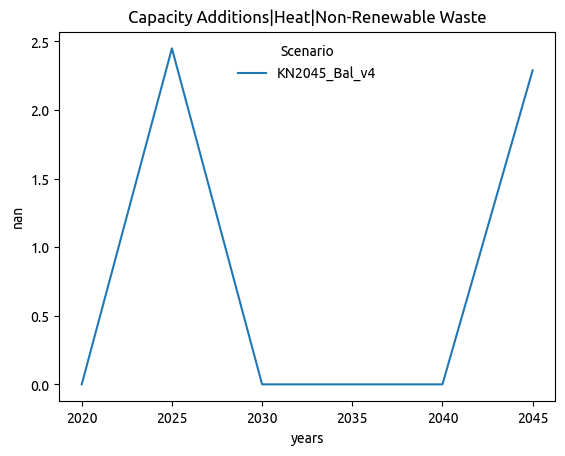 Capacity Additions|Heat|Non-Renewable Waste
2.5
Scenario
KN2045_Bal_v4
2.0
1.5
nan
1.0
0.5
0.0
2020 2025 2030 2035 2040 2045
years